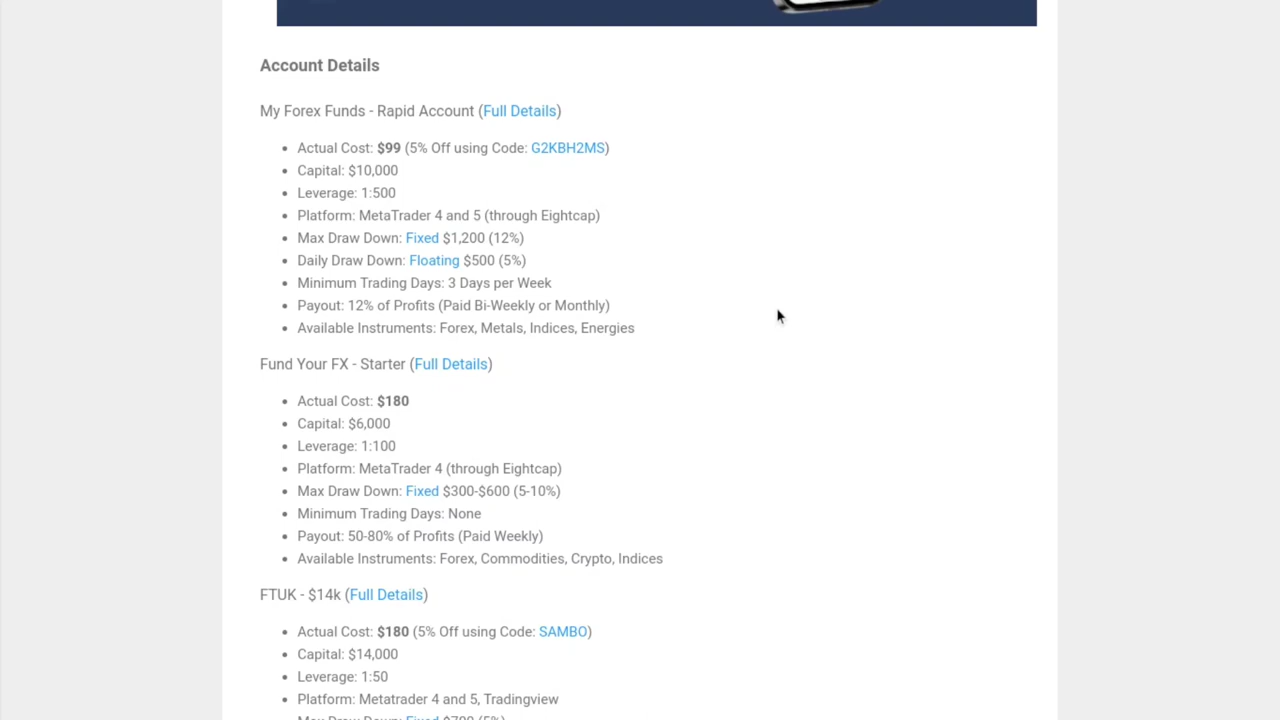 Account Details
My Forex Funds - Rapid Account (Full Details)
Actual Cost: $99 (5% Off using Code: G2KBH2MS)
Capital: $10,000
Leverage: 1:500
Platform: MetaTrader 4 and 5 (through Eightcap)
Max Draw Down: Fixed $1,200 (12%)
Daily Draw Down: Floating $500 (5%)
Minimum Trading Days: 3 Days per Week
Payout: 12% of Profits (Paid Bi-Weekly or Monthly)
Available Instruments: Forex, Metals, Indices, Energies
Fund Your FX - Starter (Full Details)
Actual Cost: $180
Capital: $6,000
Leverage: 1:100
Platform: MetaTrader 4 (through Eightcap)
Max Draw Down: Fixed $300-$600 (5-10%)
Minimum Trading Days: None
Payout: 50-80% of Profits (Paid Weekly)
Available Instruments: Forex, Commodities, Crypto, Indices
FTUK - $14k (Full Details)
Actual Cost: $180 (5% Off using Code: SAMBO)
Capital: $14,000
Leverage: 1:50
Platform: Metatrader 4 and 5, Tradingview
Max Draw Down: Fixed $700 (5%)